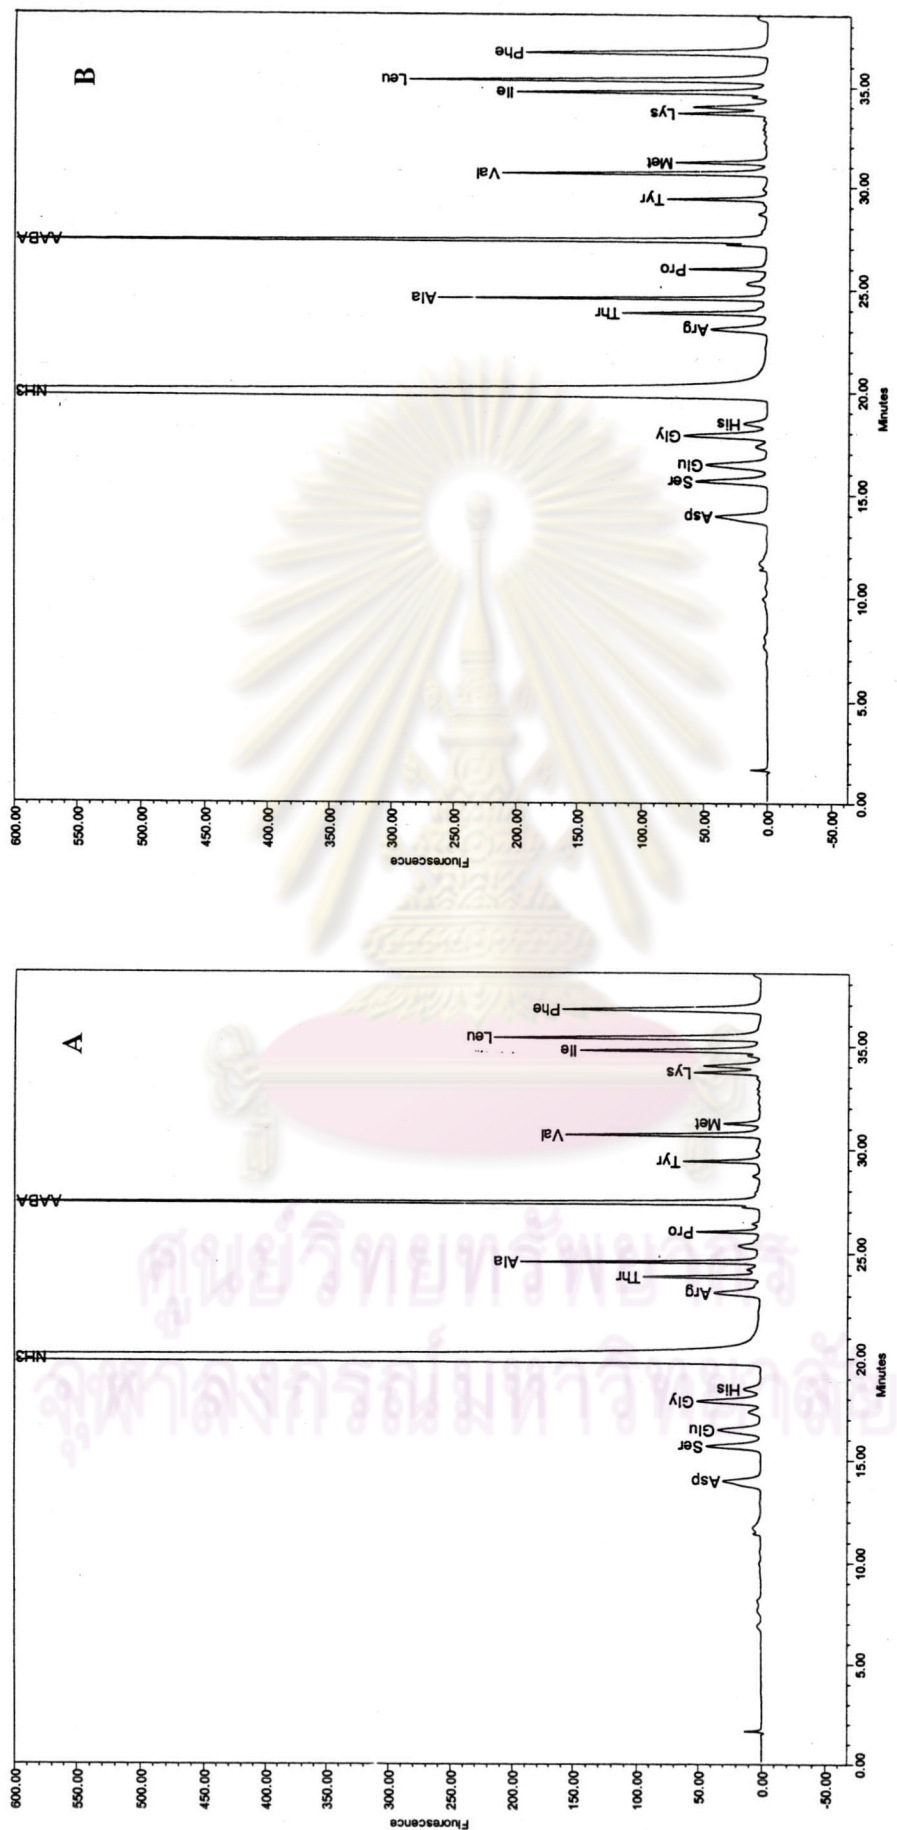 A
600.00
550.00
500.00
450.00
400.00
350.00
300.00
250.00
200.00
150.00
100.00
50.00
0.00
-50.00
Fluorescence
Asp
Ser
Glu
Gly
His
NH3
Arg
Thr
Ala
Pro
AABA
Tyr
Val
Met
Lys
Ile
Leu
Phe
0.00
5.00
10.00
15.00
20.00
25.00
30.00
35.00
Minutes
B
600.00
550.00
500.00
450.00
400.00
350.00
300.00
250.00
200.00
150.00
100.00
50.00
0.00
-50.00
Fluorescence
Asp
Ser
Glu
Gly
His
NH3
Arg
Thr
Ala
Pro
AABA
Tyr
Val
Met
Lys
Ile
Leu
Phe
0.00
5.00
10.00
15.00
20.00
25.00
30.00
35.00
Minutes
ศูนย์วิทยทรัพยากร
จุฬาลงกรณ์มหาวิทยาลัย